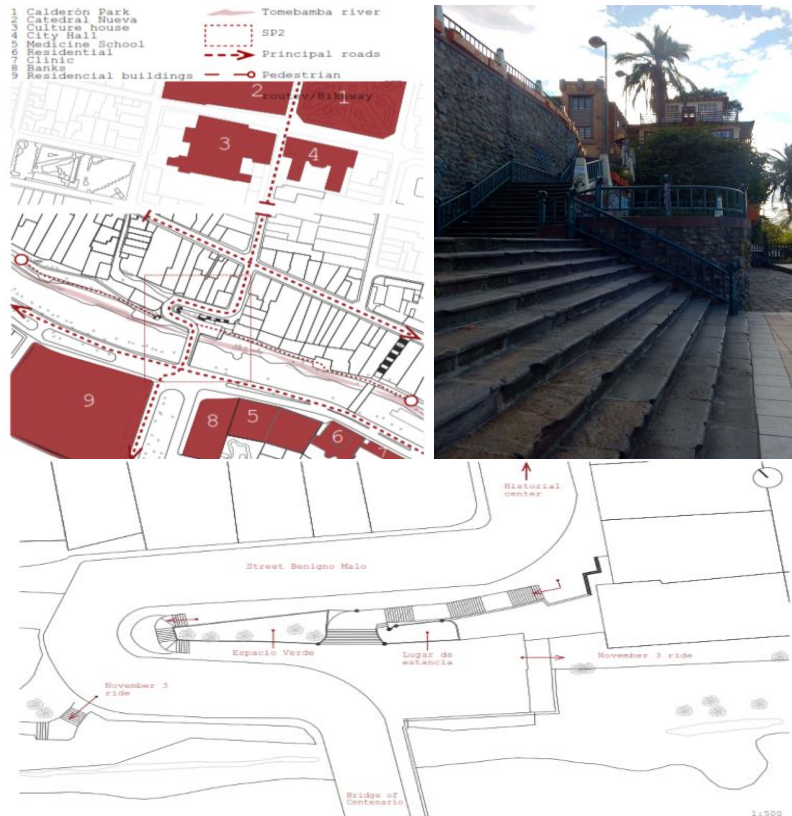 1 Calderón Park
2 Catedral Nueva
3 Culture house
4 City Hall
5 Medicine School
6 Residential
7 Clinic
8 Banks
9 Residencial buildings
Tomebamba river
SP2
Principal roads
Pedestrian
routev/Bikeway
2
1
3
4
9
8
5
6
7
Historial
center
Street Benigno Malo
Espacio Verde
Lugar de
estancia
November 3 ride
November 3
ride
Bridge of
Centenario
1:500